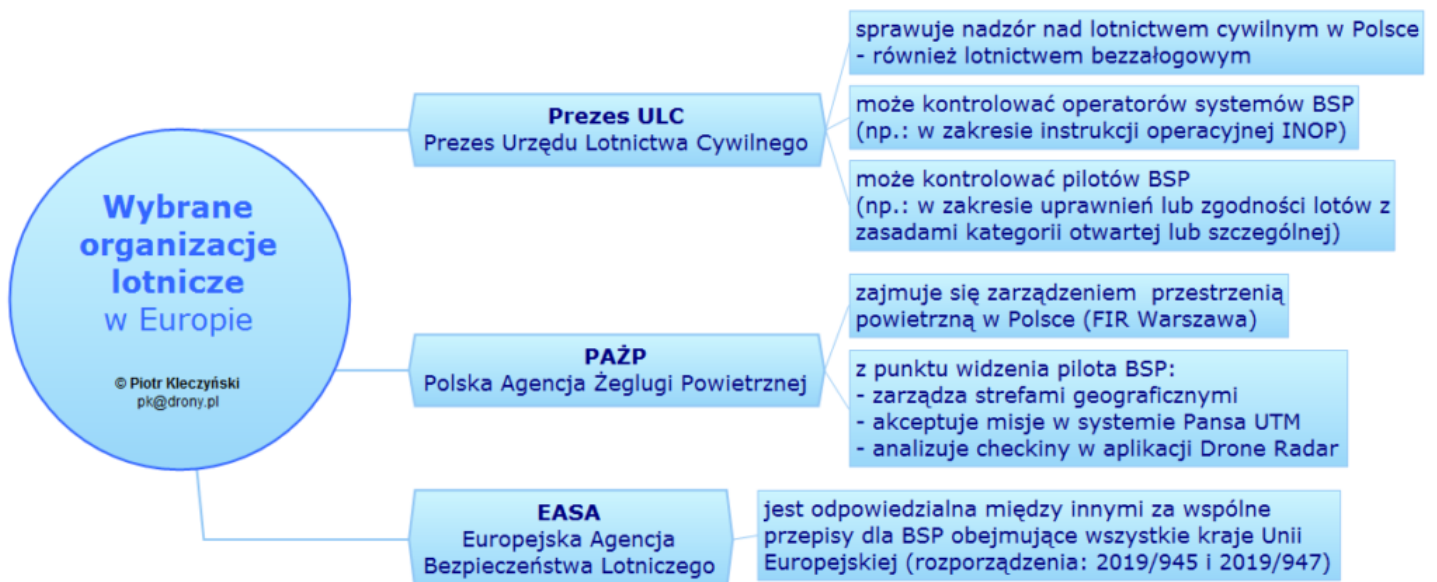 Wybrane
organizacje
lotnicze
w Europie
© Piotr Kleczyński
pk@drony.pl
Prezes ULC
Prezes Urzędu Lotnictwa Cywilnego
sprawuje nadzór nad lotnictwem cywilnym w Polsce
- również lotnictwem bezzałogowym
może kontrolować operatorów systemów BSP
(np.: w zakresie instrukcji operacyjnej INOP)
może kontrolować pilotów BSP
(np.: w zakresie uprawnień lub zgodności lotów z
zasadami kategorii otwartej lub szczególnej)
PAŻP
Polska Agencja Żeglugi Powietrznej
zajmuje się zarządzeniem przestrzenią
powietrzną w Polsce (FIR Warszawa)
z punktu widzenia pilota BSP:
- zarządza strefami geograficznymi
- akceptuje misje w systemie Pansa UTM
- analizuje checkiny w aplikacji Drone Radar
EASA
Europejska Agencja
Bezpieczeństwa Lotniczego
jest odpowiedzialna między innymi za wspólne
przepisy dla BSP obejmujące wszystkie kraje Unii
Europejskiej (rozporządzenia: 2019/945 i 2019/947)